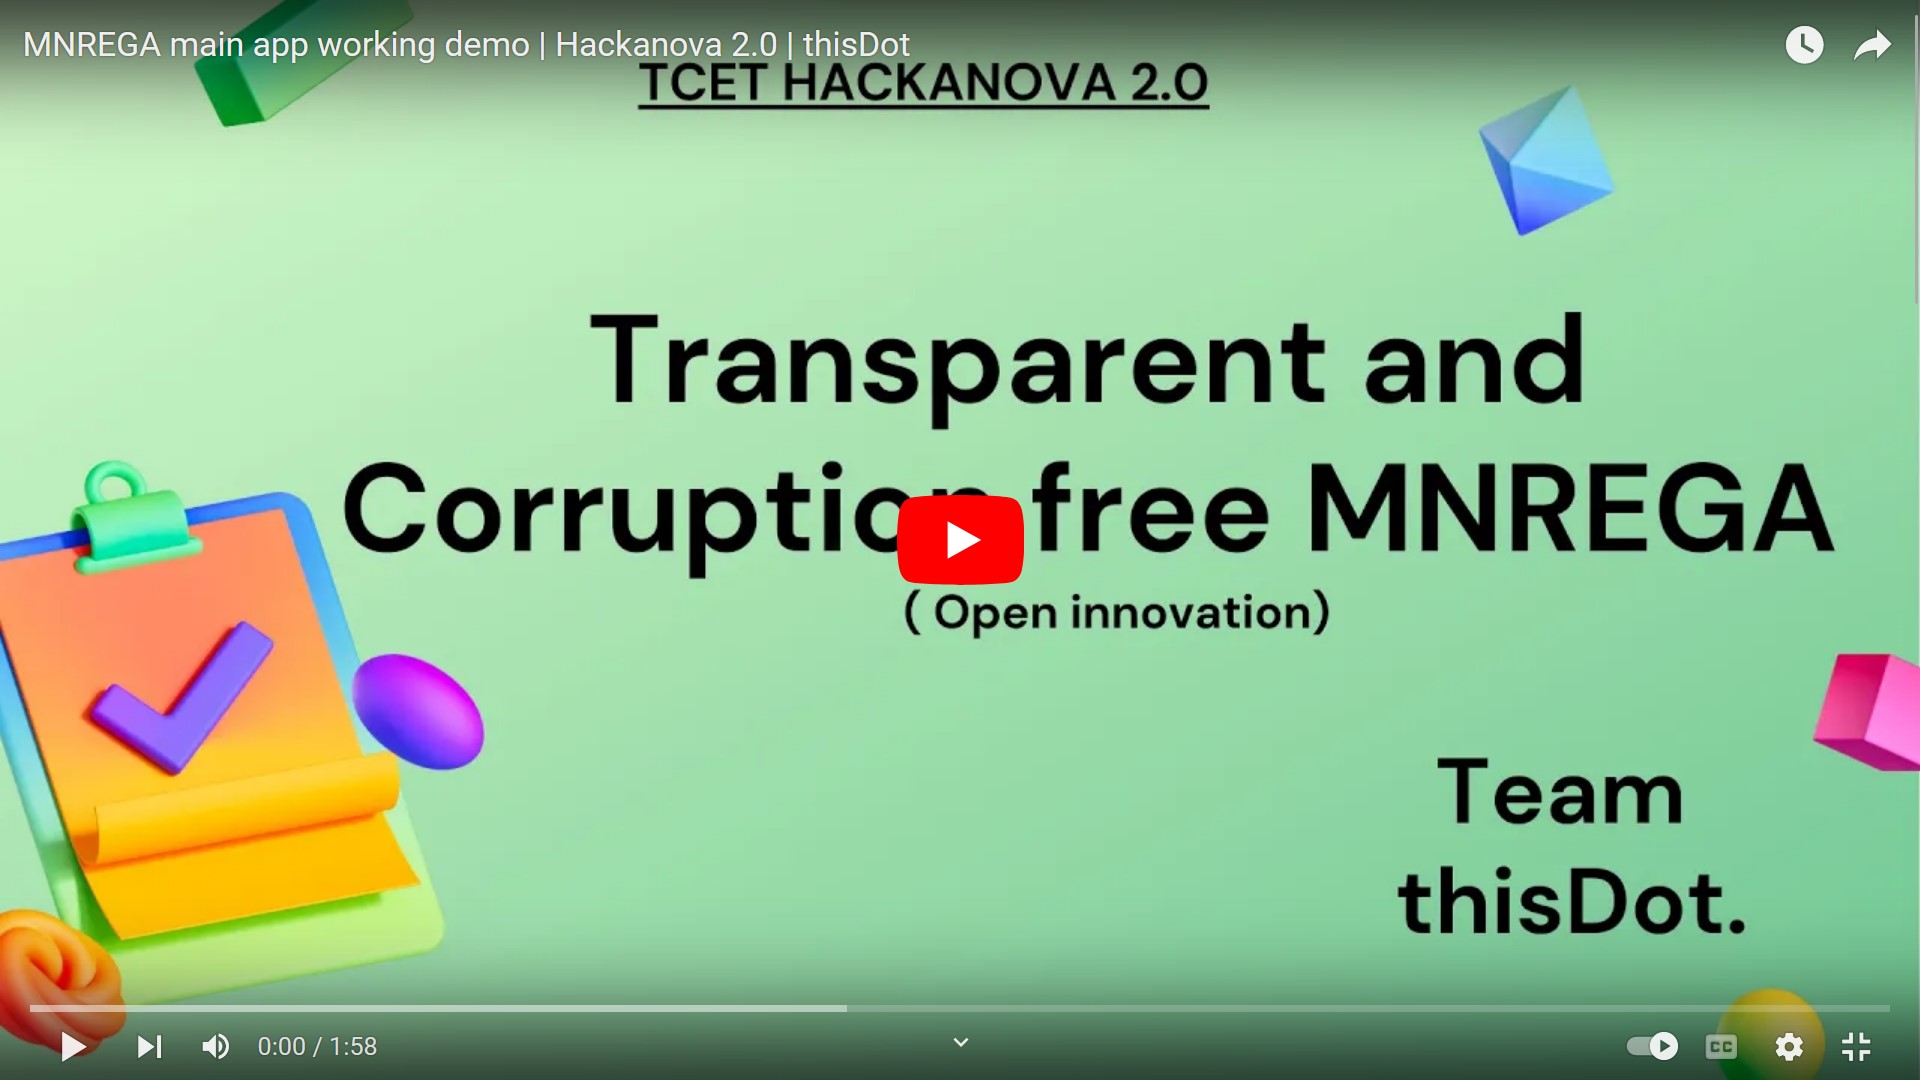 MNREGA main app working demo | Hackanova 2.0 | thisDot
TCET HACKANOVA 2.0
Transparent and
Corruption free MNREGA
( Open innovation)
Team
thisDot.
0:00 / 1:58
CC